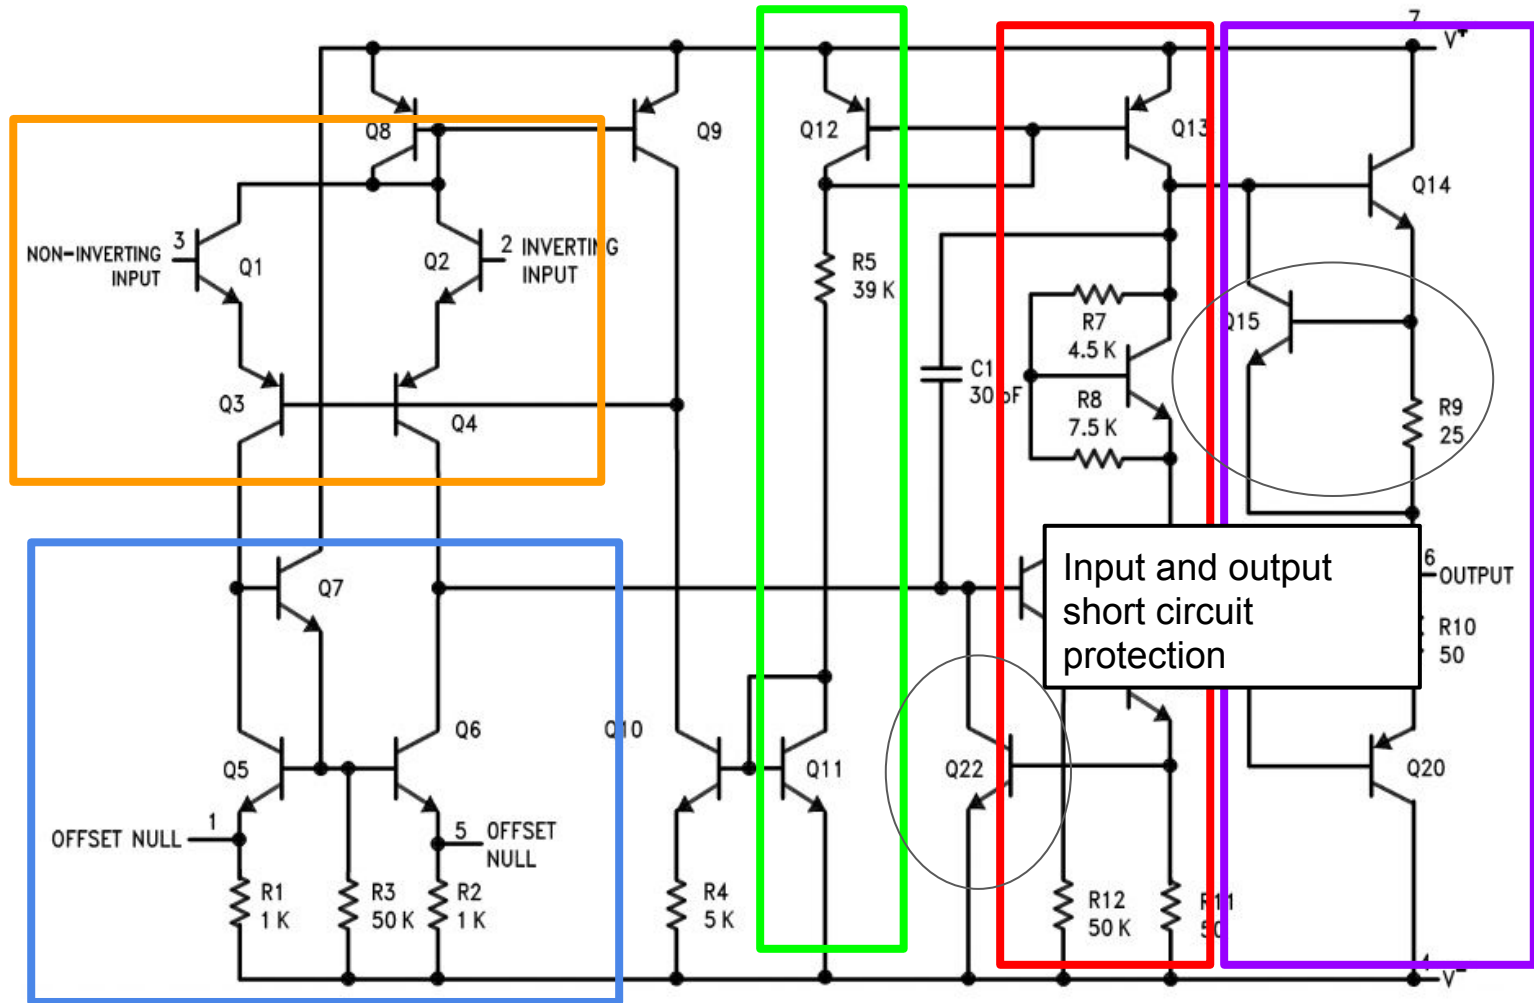 7
V+
Q8
Q9
Q12
Q13
Q14
3
NON-INVERTING
INPUT
Q1
Q2
2 INVERTING
INPUT
R5
39 K
Q15
R7
4.5 K
C1
30 pF
R8
7.5 K
Q3
Q4
R9
25
Q7
Input and output
short circuit
protection
6
OUTPUT
R10
50
Q5
Q6
Q10
Q11
Q22
Q20
1
OFFSET NULL
5 OFFSET
NULL
R1
1 K
R3
50 K
R2
1 K
R4
5 K
R12
50 K
R11
50
4
V-